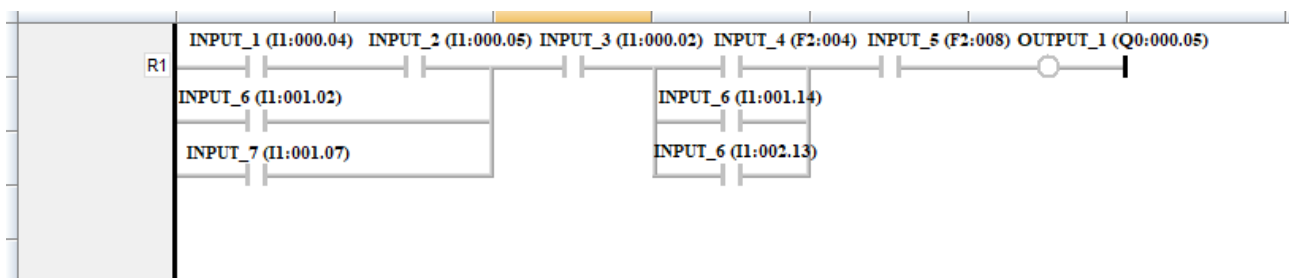 INPUT_1 (I1:000.04) INPUT_2 (I1:000.05) INPUT_3 (I1:000.02) INPUT_4 (F2:004) INPUT_5 (F2:008) OUTPUT_1 (Q0:000.05)
R1
INPUT_6 (I1:001.02) INPUT_6 (I1:001.14)
INPUT_7 (I1:001.07) INPUT_6 (I1:002.13)